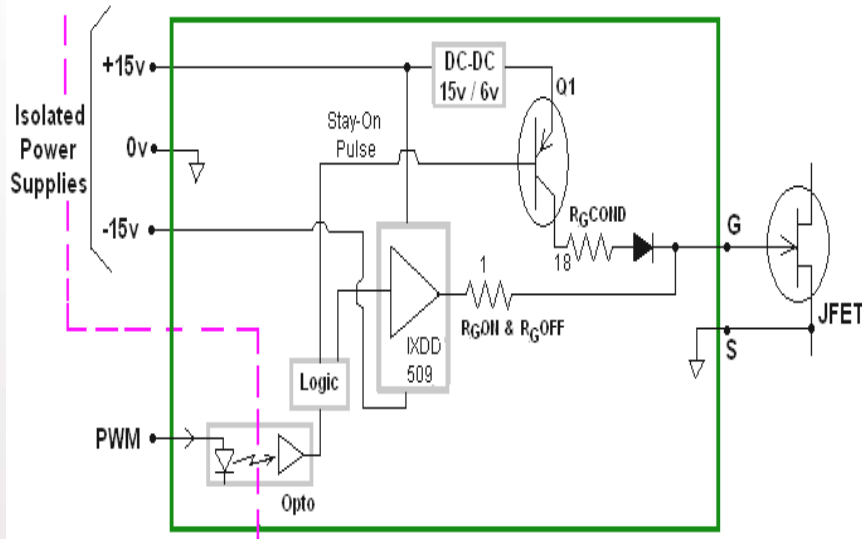 +15v
DC-DC
15v / 6v
Q1
Isolated
Power
Supplies
Stay-On
Pulse
0v
-15v
RGCOND
G
18
1
JFET
RGON & RGOFF
S
IXDD
509
Logic
PWM
Opto